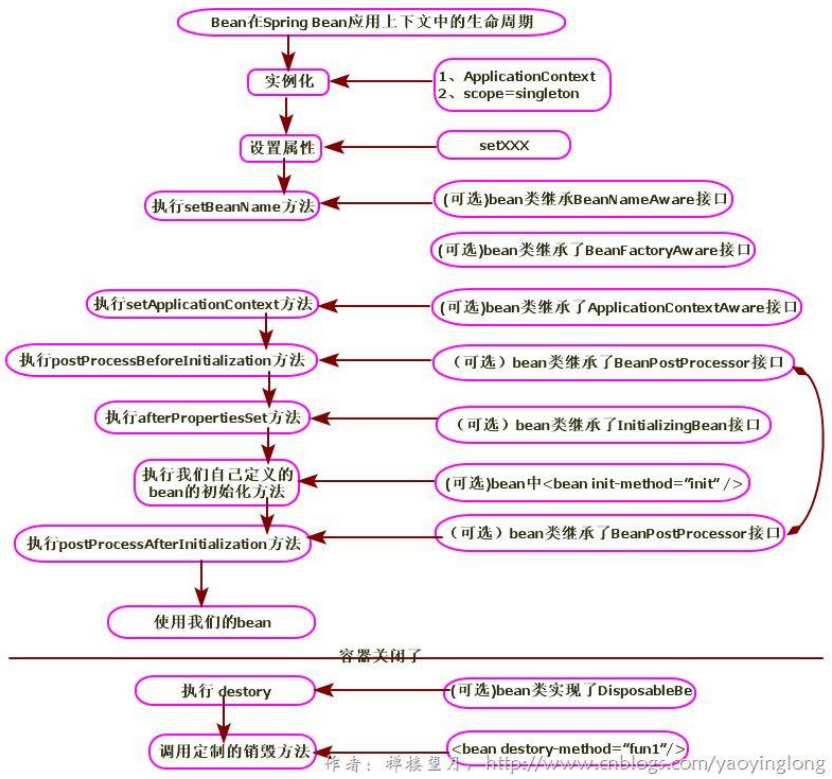 Bean在Spring Bean应用上下文中的生命周期
实例化
1、ApplicationContext
2、scope=singleton
设置属性
setXXX
执行setBeanName方法
(可选)bean类继承BeanNameAware接口
(可选)bean类继承了BeanFactoryAware接口
执行setApplicationContext方法
(可选)bean类继承了ApplicationContextAware接口
执行postProcessBeforeInitialization方法
（可选）bean类继承了BeanPostProcessor接口
执行afterPropertiesSet方法
（可选）bean类继承了InitializingBean接口
执行我们自己定义的
bean的初始化方法
(可选)bean中<bean init-method="init" />
执行postProcessAfterInitialization方法
（可选）bean类继承了BeanPostProcessor接口
使用我们的bean
容器关闭了
执行 destory
(可选)bean类实现了DisposableBe
调用定制的销毁方法
<bean destory-method="fun1"/>
作者：禅楼望月，http://www.cnblogs.com/yaoyinglong